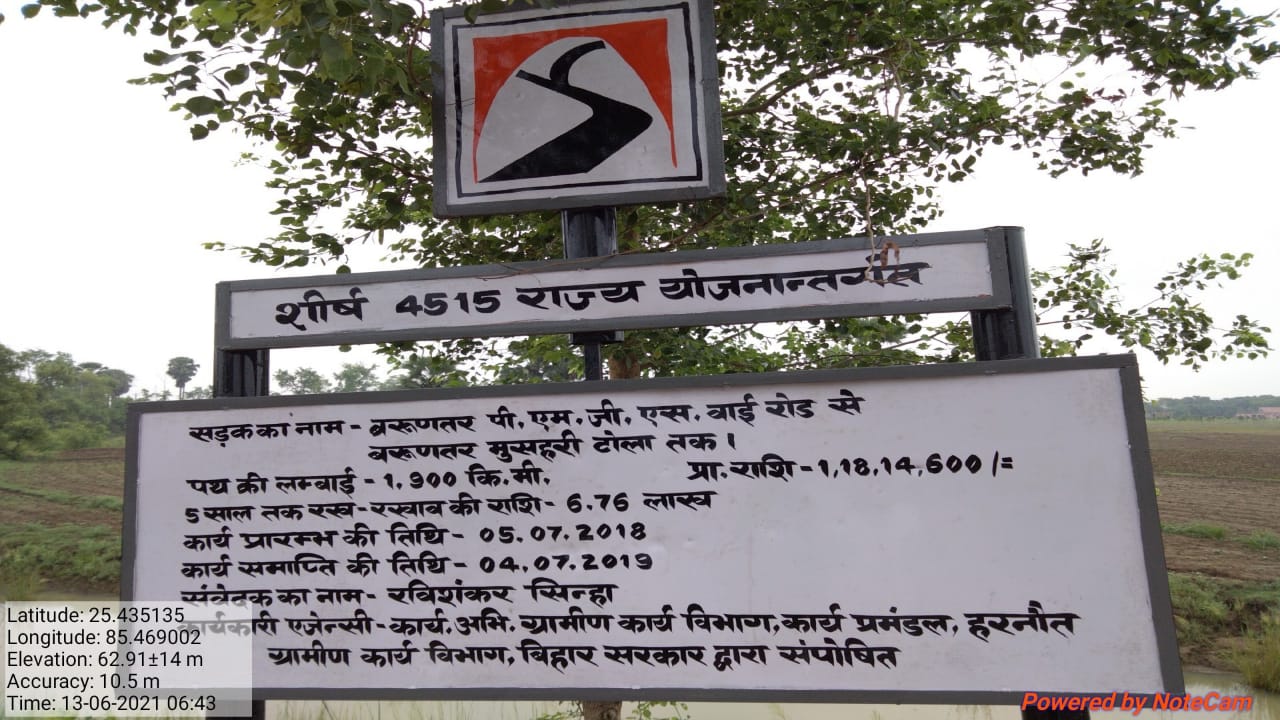 शीर्ष 4515 राज्य योजनान्तर्गत
सड़क का नाम - बरूणतर पी. एम. जी. एस. वाई रोड से
बरूणतर मुसहरी टोला तक।
पथ की लम्बाई - 1.900 कि.मी. प्रा. राशि - 1,18,14,600/=
5 साल तक रख-रखाव की राशि - 6.76 लाख
कार्य प्रारम्भ की तिथि - 05.07.2018
कार्य समाप्ति की तिथि - 04.07.2019
संवेदक का नाम - रविशंकर सिन्हा
कार्यकारी एजेन्सी - कार्य. अभि. ग्रामीण कार्य विभाग, कार्य प्रमंडल, हरनौत
ग्रामीण कार्य विभाग, बिहार सरकार द्वारा संपोषित
Latitude: 25.435135
Longitude: 85.469002
Elevation: 62.91±14 m
Accuracy: 10.5 m
Time: 13-06-2021 06:43
Powered by NoteCam